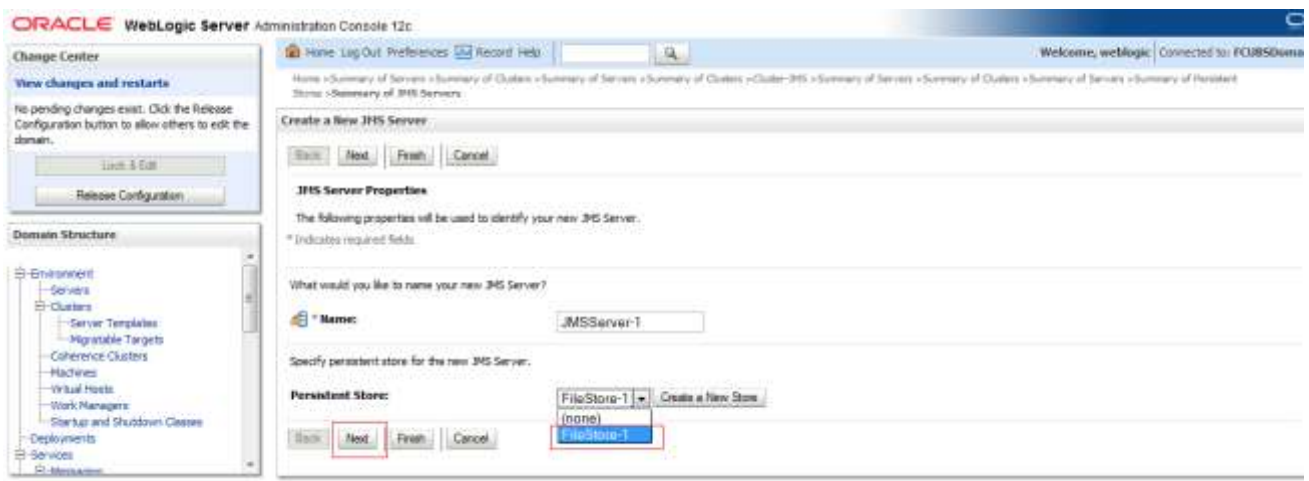 ORACLE WebLogic Server Administration Console 12c
Change Center
View changes and restarts
No pending changes exist. Click the Release
Configuration button to allow others to edit the
domain.
Lock & Edit
Release Configuration
Domain Structure
Environment
Servers
Clusters
Server Templates
Migratable Targets
Coherence Clusters
Machines
Virtual Hosts
Work Managers
Startup and Shutdown Classes
Deployments
Services
Messaging
Home Log Out Preferences Record Help
Welcome, weblogic Connected to: FCUBSDoma
Home >Summary of Servers >Summary of Clusters >Summary of Servers >Summary of Clusters >Cluster-JMS >Summary of Servers >Summary of Clusters >Summary of Servers >Summary of Persistent
Stores >Summary of JMS Servers
Create a New JMS Server
Back Next Finish Cancel
JMS Server Properties
The following properties will be used to identify your new JMS Server.
* Indicates required fields
What would you like to name your new JMS Server?
* Name: JMSServer-1
Specify persistent store for the new JMS Server.
Persistent Store: FileStore-1 Create a New Store
(none)
FileStore-1
Back Next Finish Cancel